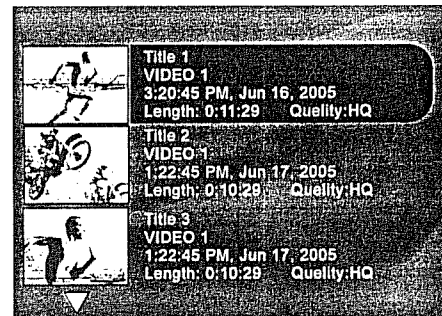 Title 1
VIDEO 1
3:20:45 PM, Jun 16, 2005
Length: 0:11:29 Quelity:HQ
Title 2
VIDEO 1
1:22:45 PM, Jun 17, 2005
Length: 0:10:29 Quelity:HQ
Title 3
VIDEO 1
1:22:45 PM, Jun 17, 2005
Length: 0:10:29 Quelity:HQ